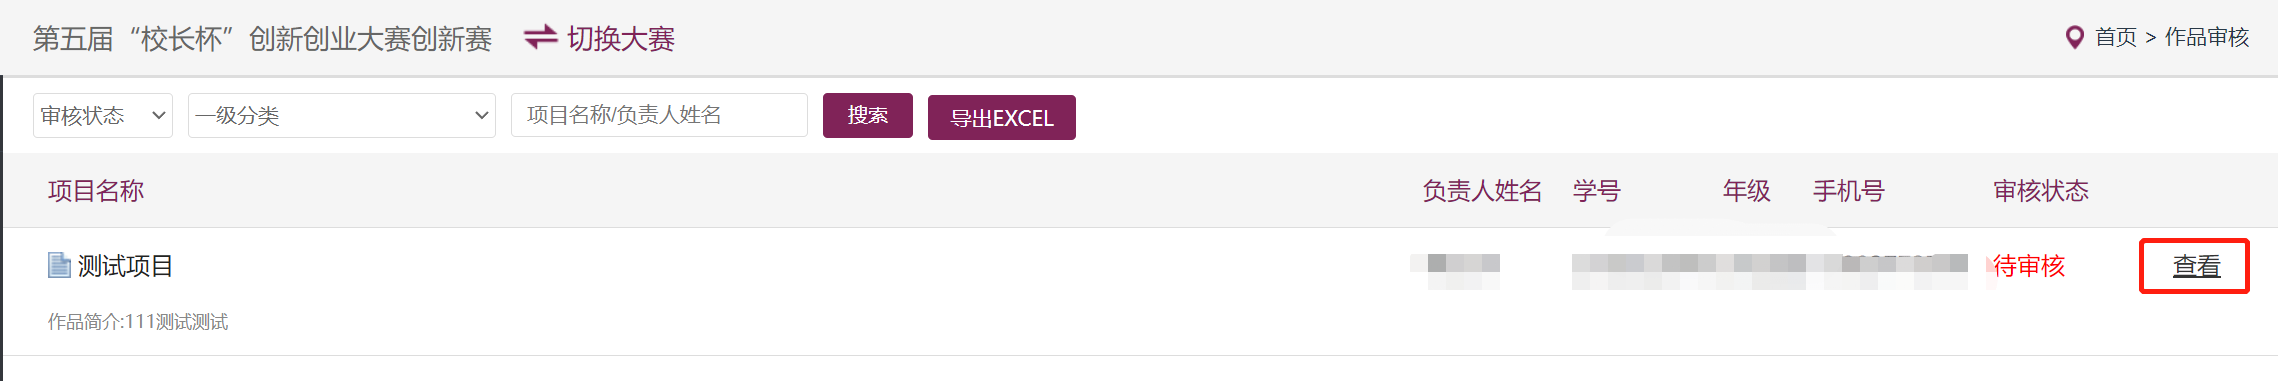 第五届“校长杯”创新创业大赛创新赛 切换大赛 首页 > 作品审核
审核状态 一级分类 项目名称/负责人姓名 搜索 导出EXCEL
项目名称 负责人姓名 学号 年级 手机号 审核状态
测试项目 待审核 查看
作品简介:111测试测试